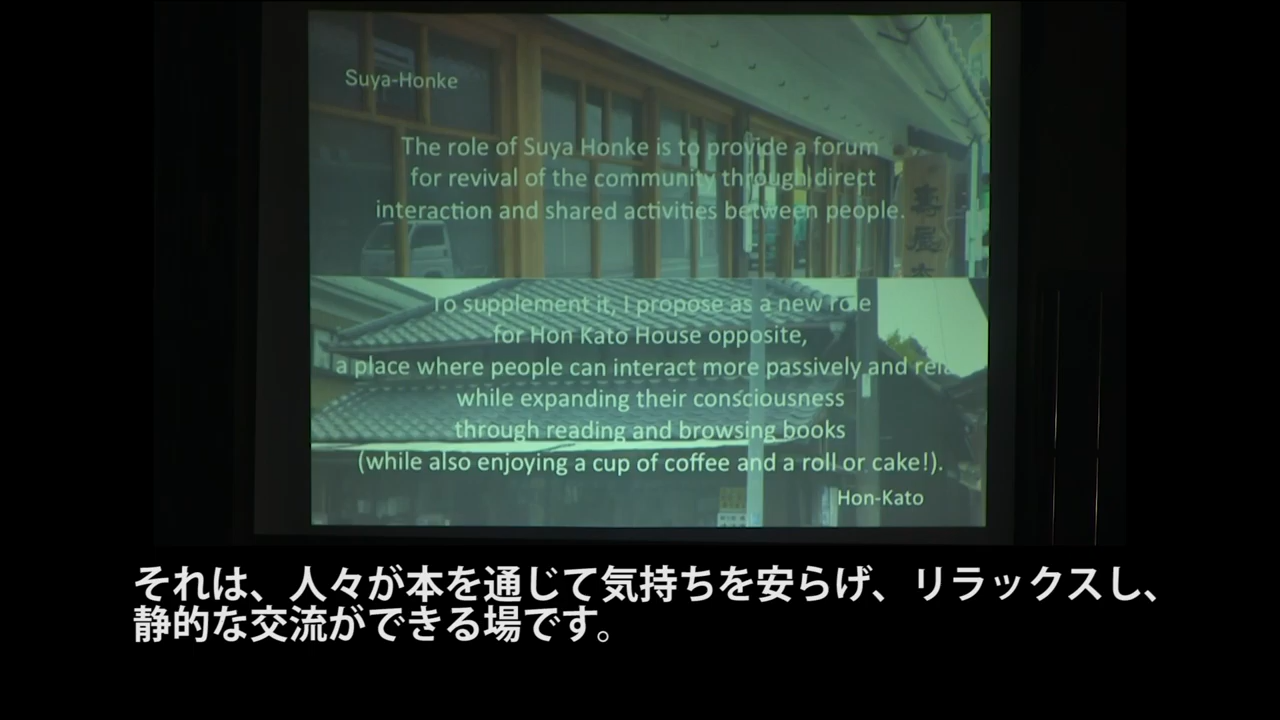 Suya-Honke
The role of Suya Honke is to provide a forum
for revival of the community through direct
interaction and shared activities between people.
寿屋本
To supplement it, I propose as a new role
for Hon Kato House opposite,
a place where people can interact more passively and
while expanding their consciousness
through reading and browsing books
(while also enjoying a cup of coffee and a roll or cake!).
Hon-Kato
それは、人々が本を通じて気持ちを安らげ、リラックスし、
静的な交流ができる場です。